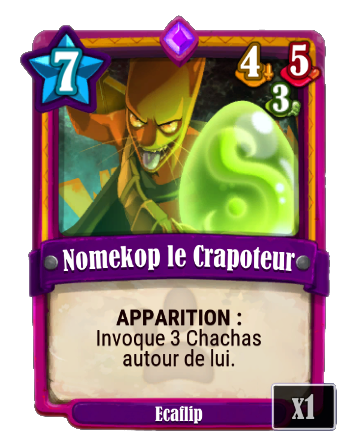 7
4
5
3
Nomekop le Crapoteur
APPARITION :
Invoque 3 Chachas
autour de lui.
Ecaflip
x1